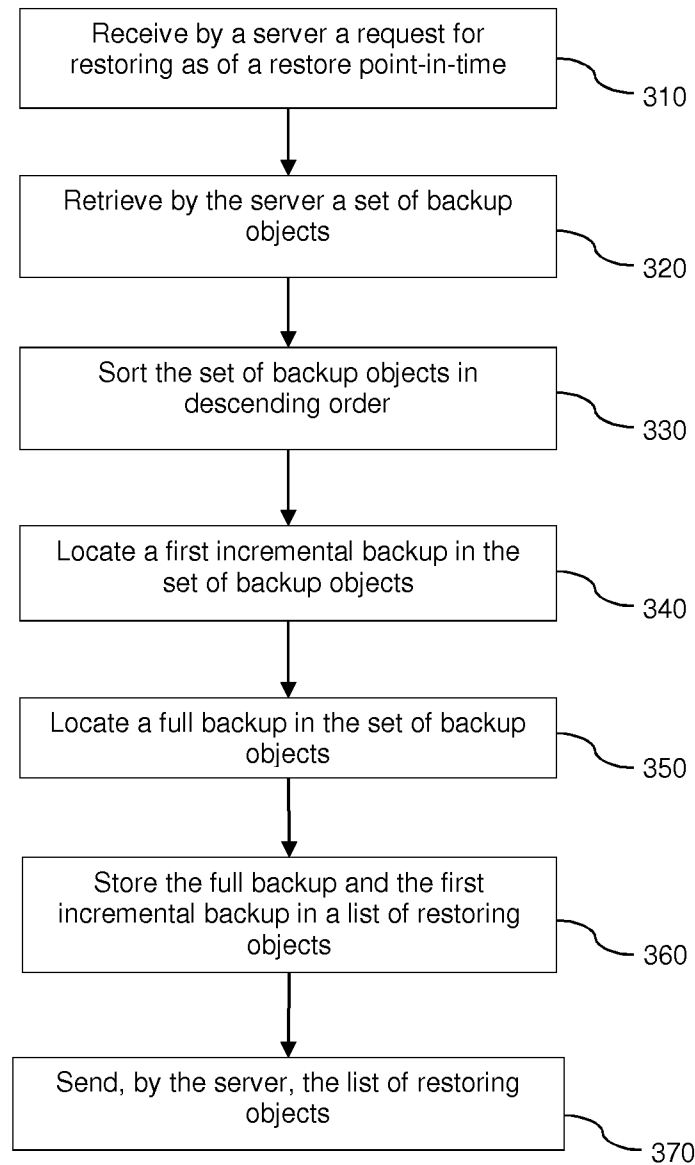 Receive by a server a request for
restoring as of a restore point-in-time
310
Retrieve by the server a set of backup
objects
320
Sort the set of backup objects in
descending order
330
Locate a first incremental backup in the
set of backup objects
340
Locate a full backup in the set of backup
objects
350
Store the full backup and the first
incremental backup in a list of restoring
objects
360
Send, by the server, the list of restoring
objects
370